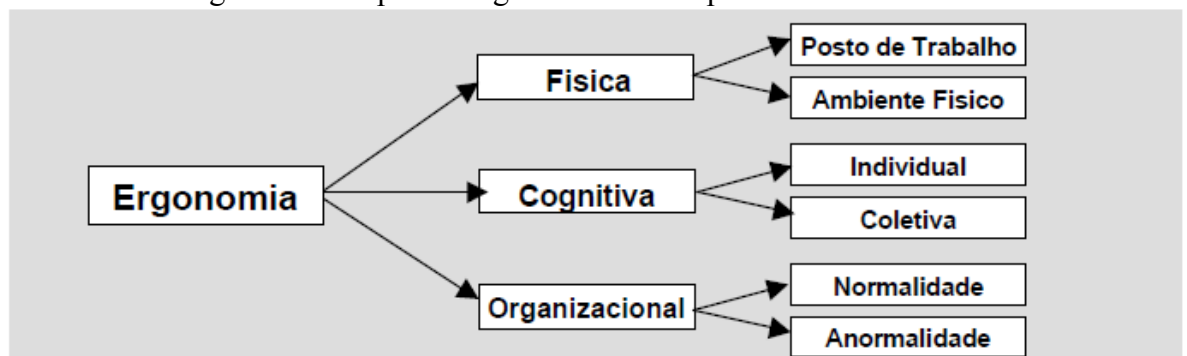 Posto de Trabalho
Fisica
Ambiente Fisico
Individual
Ergonomia
Cognitiva
Coletiva
Normalidade
Organizacional
Anormalidade